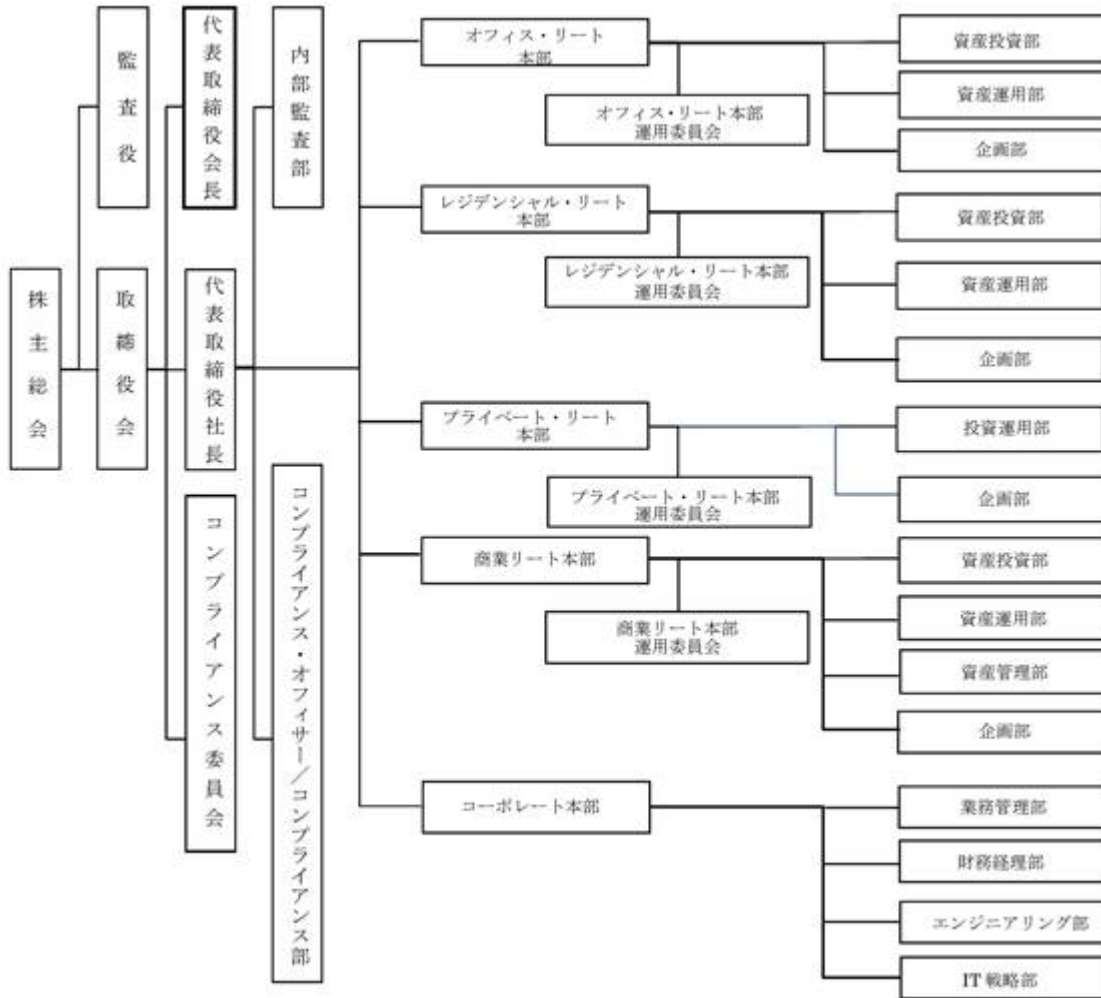 株主総会
監査役
取締役会
代表取締役会長
代表取締役社長
コンプライアンス委員会
内部監査部
コンプライアンス・オフィサー／コンプライアンス部
オフィス・リート
本部
オフィス・リート本部
運用委員会
資産投資部
資産運用部
企画部
レジデンシャル・リート
本部
レジデンシャル・リート本部
運用委員会
資産投資部
資産運用部
企画部
プライベート・リート
本部
プライベート・リート本部
運用委員会
投資運用部
企画部
商業リート本部
商業リート本部
運用委員会
資産投資部
資産運用部
資産管理部
企画部
コーポレート本部
業務管理部
財務経理部
エンジニアリング部
IT 戦略部